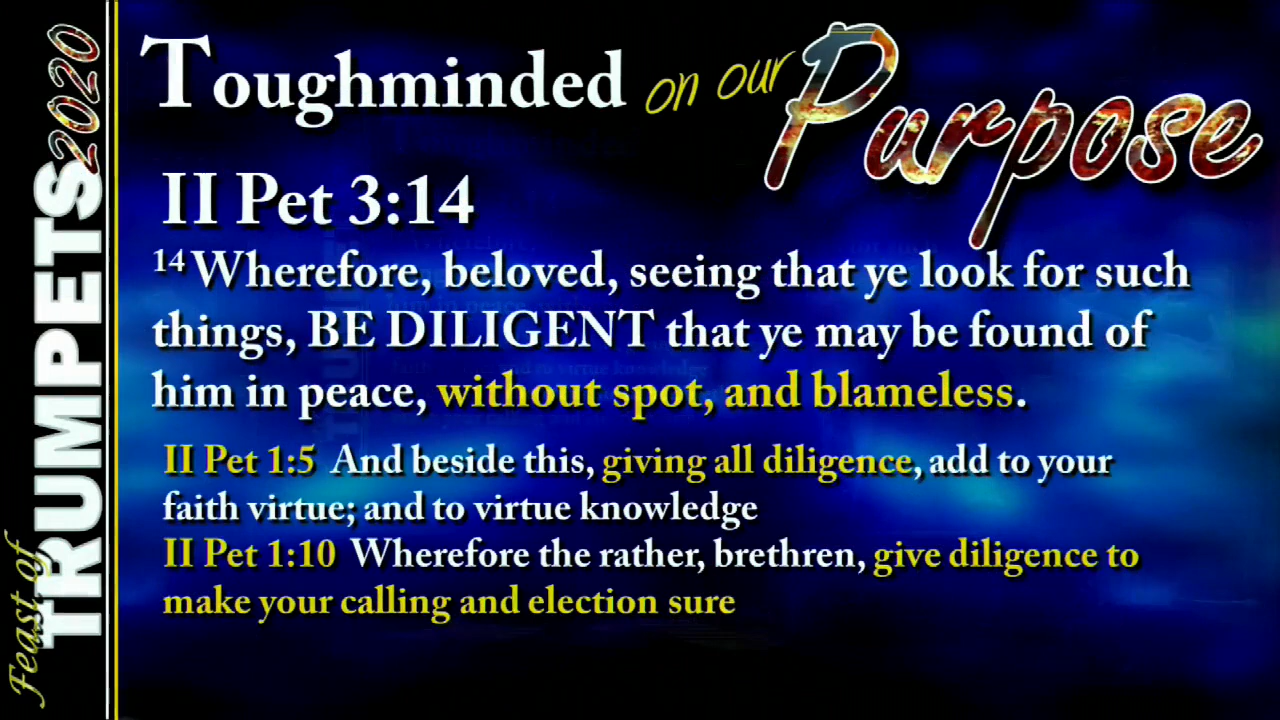 Feast of TRUMPETS 2020
Toughminded on our Purpose
II Pet 3:14
14 Wherefore, beloved, seeing that ye look for such
things, BE DILIGENT that ye may be found of
him in peace, without spot, and blameless.
II Pet 1:5 And beside this, giving all diligence, add to your
faith virtue; and to virtue knowledge
II Pet 1:10 Wherefore the rather, brethren, give diligence to
make your calling and election sure